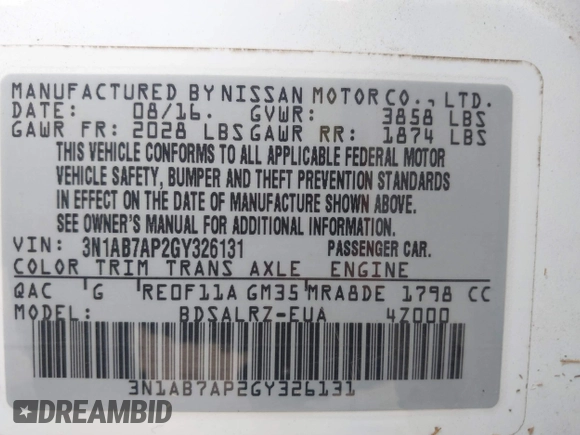 MANUFACTURED BY NISSAN MOTOR CO., LTD.
DATE: 08/16. GVWR: 3858 LBS
GAWR FR: 2028 LBS GAWR RR: 1874 LBS
THIS VEHICLE CONFORMS TO ALL APPLICABLE FEDERAL MOTOR
VEHICLE SAFETY, BUMPER AND THEFT PREVENTION STANDARDS
IN EFFECT ON THE DATE OF MANUFACTURE SHOWN ABOVE.
SEE OWNER'S MANUAL FOR ADDITIONAL INFORMATION.
VIN: 3N1AB7AP2GY326131 PASSENGER CAR.
COLOR TRIM TRANS AXLE ENGINE
QAC G RE0F11A GM35 MRA8DE 1798 CC
MODEL: BDSALRZ-EUA 4Z000
3N1AB7AP2GY326131
DREAMBID